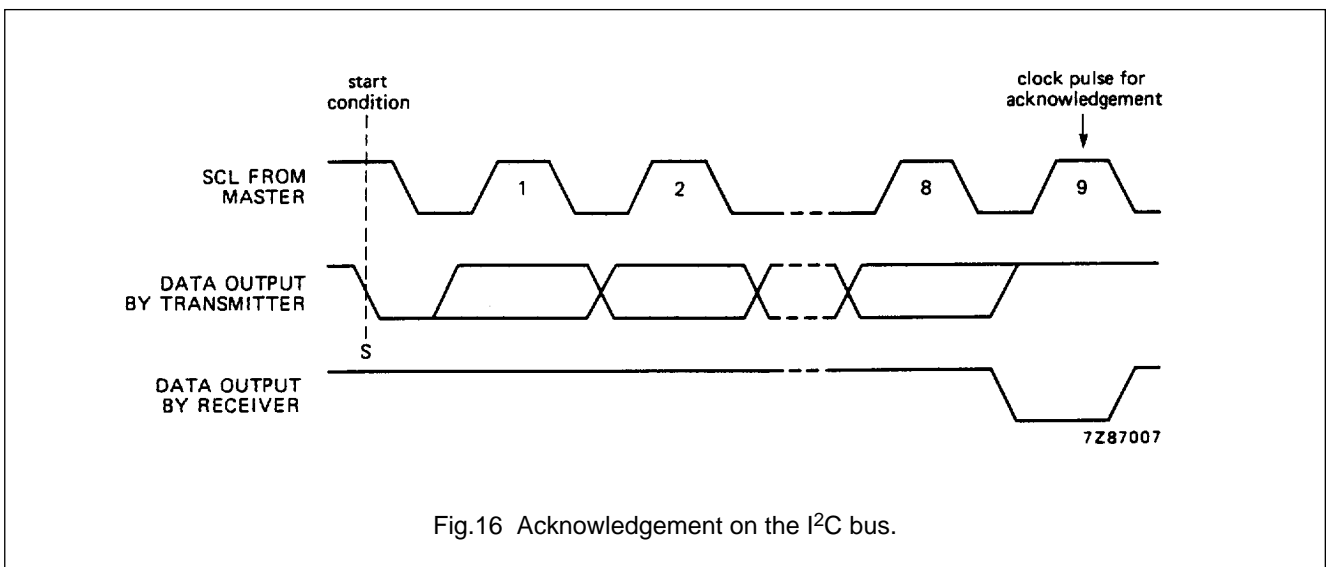 start
condition
clock pulse for
acknowledgement
SCL FROM
MASTER
1
2
8
9
DATA OUTPUT
BY TRANSMITTER
S
DATA OUTPUT
BY RECEIVER
7Z87007
Fig.16 Acknowledgement on the I²C bus.